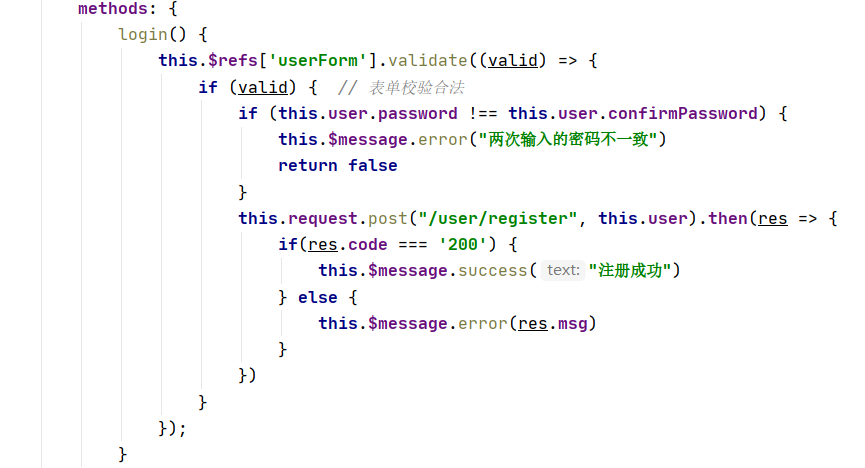 methods: {
login() {
this.$refs['userForm'].validate((valid) => {
if (valid) {  // 表单校验合法
if (this.user.password !== this.user.confirmPassword) {
this.$message.error("两次输入的密码不一致")
return false
}
this.request.post("/user/register", this.user).then(res => {
if(res.code === '200') {
this.$message.success( text: "注册成功")
} else {
this.$message.error(res.msg)
}
})
}
});
}